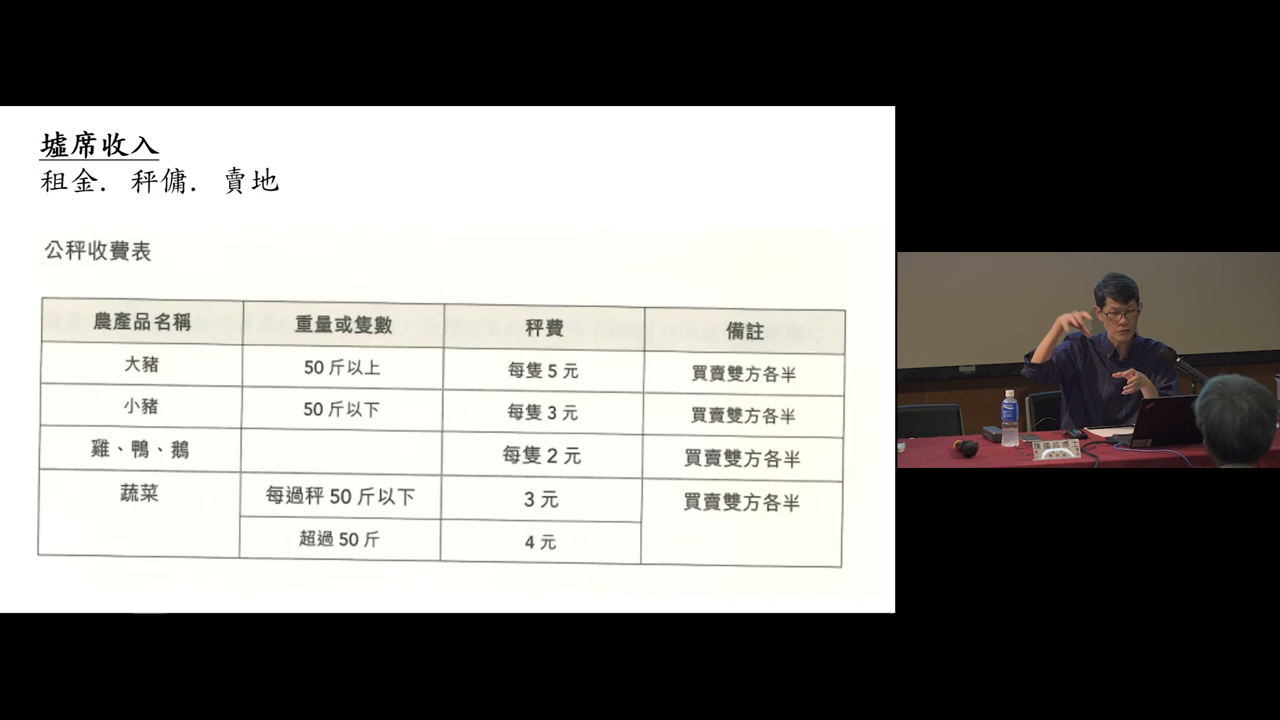 墟席收入
租金. 秤傭. 賣地
公秤收費表
農產品名稱 重量或隻數 秤費 備註
大豬 50 斤以上 每隻 5 元 買賣雙方各半
小豬 50 斤以下 每隻 3 元 買賣雙方各半
雞、鴨、鵝 每隻 2 元 買賣雙方各半
蔬菜 每過秤 50 斤以下 3 元 買賣雙方各半
超過 50 斤 4 元